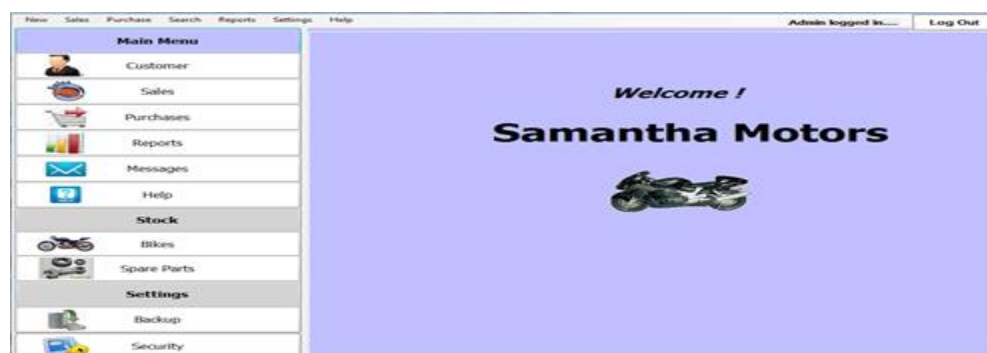 New Sales Purchase Search Reports Settings Help
Admin logged in..... Log Out
Main Menu
Customer
Sales
Purchases
Reports
Messages
Help
Stock
Bikes
Spare Parts
Settings
Backup
Security
Welcome !
Samantha Motors